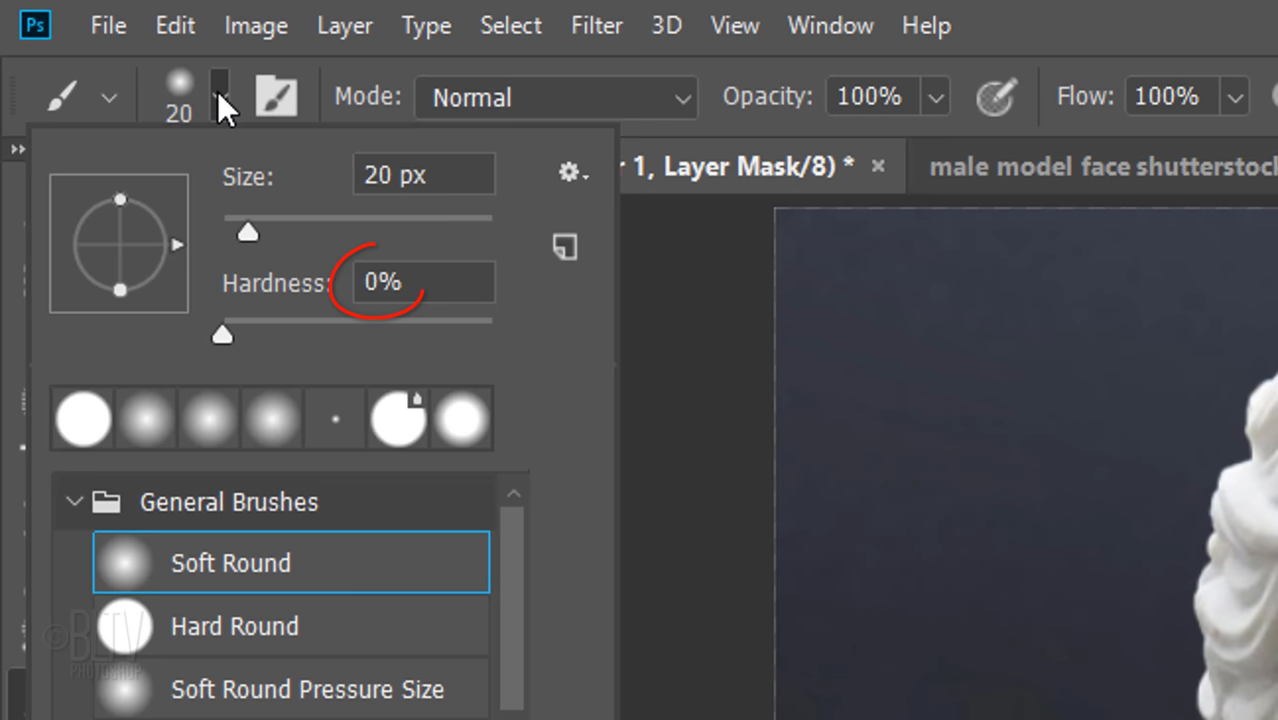 Ps File Edit Image Layer Type Select Filter 3D View Window Help
20 Mode: Normal Opacity: 100% Flow: 100%
r 1, Layer Mask/8) * × male model face shutterstock
Size: 20 px
Hardness: 0%
General Brushes
Soft Round
Hard Round
Soft Round Pressure Size
©BLTV
PHOTOSHOP